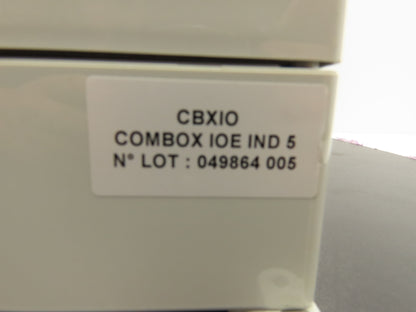 CBXIO
COMBOX IOE IND 5
N° LOT : 049864 005